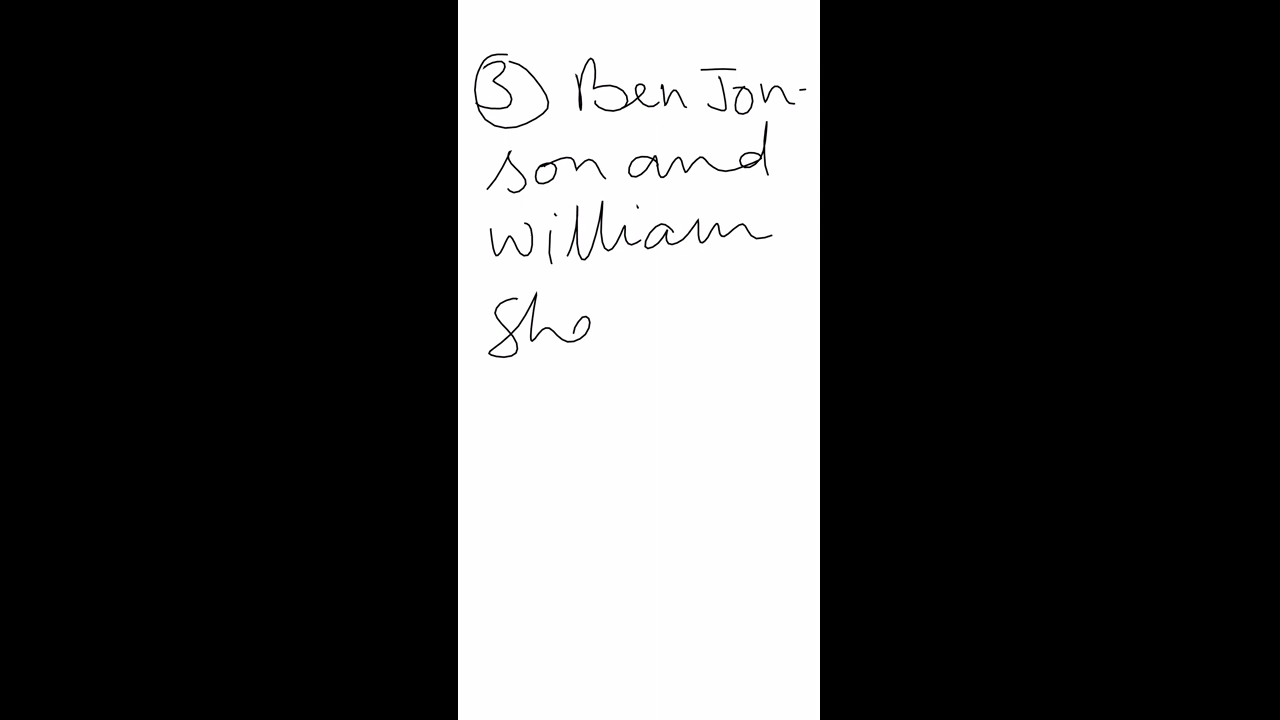 ③ Ben Jon-
son and
william
Sho